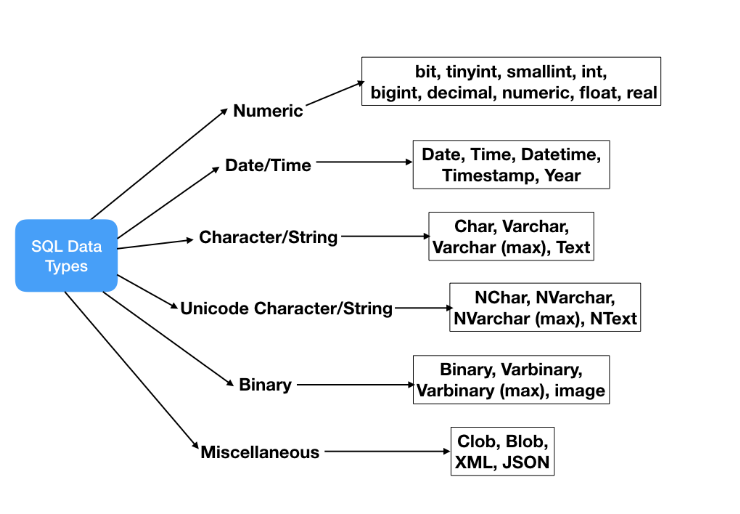 bit, tinyint, smallint, int,
bigint, decimal, numeric, float, real
Numeric
Date, Time, Datetime,
Timestamp, Year
Date/Time
Char, Varchar,
Varchar (max), Text
Character/String
SQL Data
Types
NChar, NVarchar,
NVarchar (max), NText
Unicode Character/String
Binary, Varbinary,
Varbinary (max), image
Binary
Clob, Blob,
XML, JSON
Miscellaneous